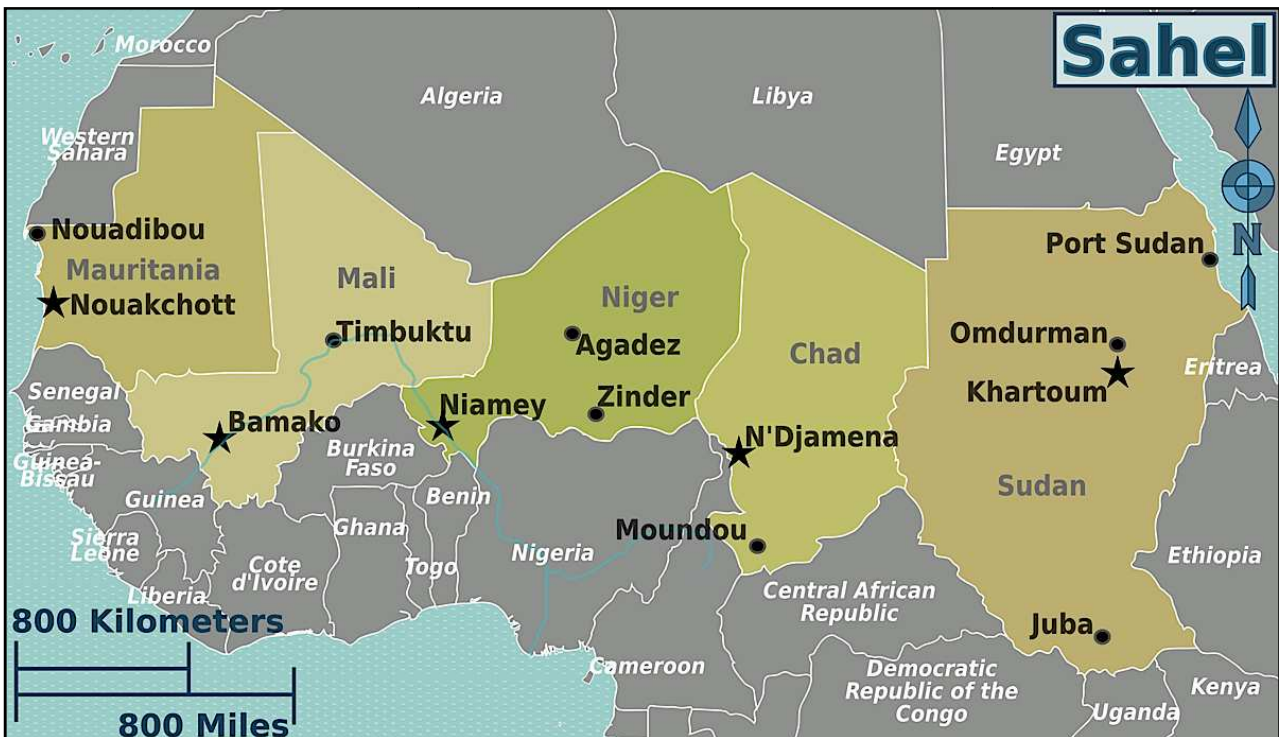 Sahel
Morocco
Algeria
Libya
Western
Sahara
Egypt
Nouadibou
Port Sudan
N
Mauritania
Mali
Niger
Nouakchott
Timbuktu
Agadez
Chad
Omdurman
Eritrea
Senegal
Khartoum
Zinder
Niamey
Gambia
Bamako
N'Djamena
Burkina
Faso
Guinea-
Bissau
Guinea
Benin
Sudan
Ghana
Moundou
Sierra
Leone
Nigeria
Ethiopia
Cote
d'Ivoire
Togo
Liberia
Central African
Republic
800 Kilometers
Juba
Cameroon
Democratic
Republic of the
Congo
Kenya
Uganda
800 Miles